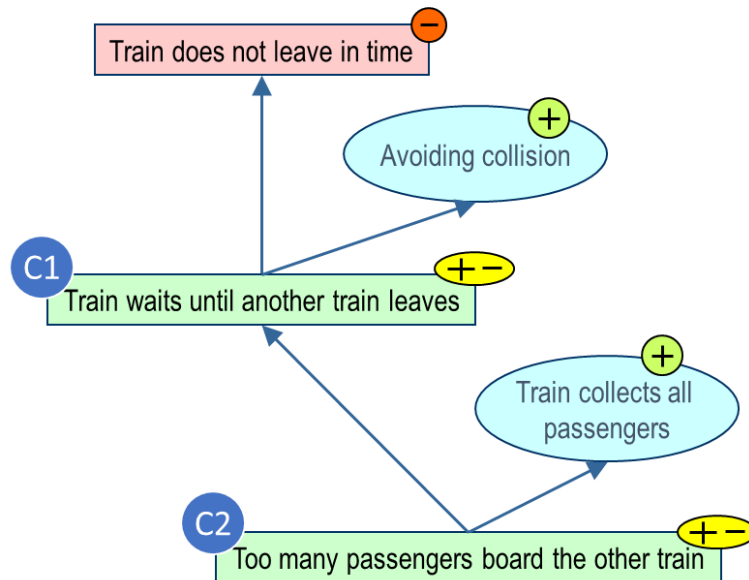 −
Train does not leave in time
+
Avoiding collision
C1
+ −
Train waits until another train leaves
+
Train collects all
passengers
C2
+ −
Too many passengers board the other train